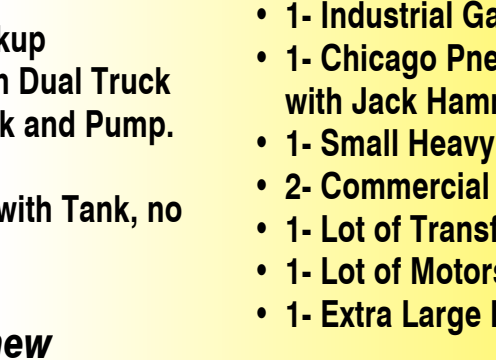 kup
Dual Truck
k and Pump.
with Tank, no
new
• 1- Industrial Ga
• 1- Chicago Pne
with Jack Hamm
• 1- Small Heavy
• 2- Commercial
• 1- Lot of Transf
• 1- Lot of Motors
• 1- Extra Large